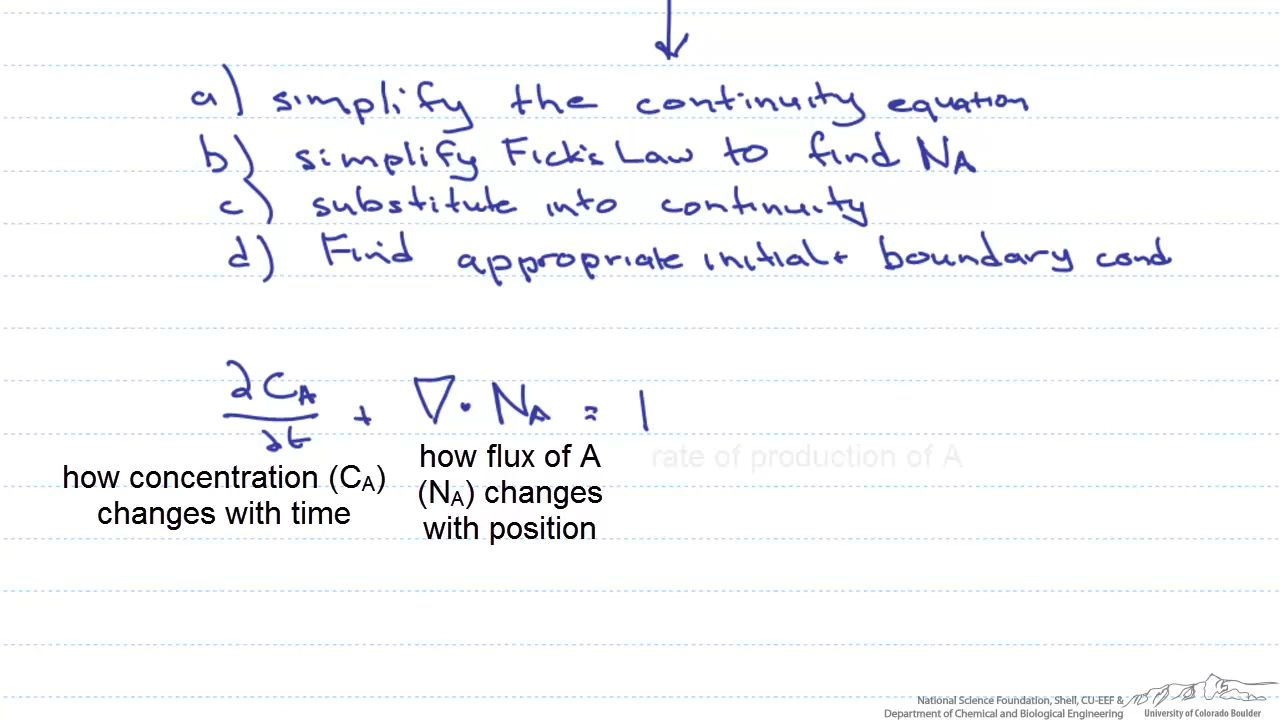 a) simplify the continuity equation
b) simplify Fick's Law to find NA
c) substitute into continuity
d) Find appropriate initial + boundary cond
∂CA/∂t + ∇ · NA = |
how concentration (CA) changes with time
how flux of A (NA) changes with position
rate of production of A
National Science Foundation, Shell, CU-EEF &
Department of Chemical and Biological Engineering
University of Colorado Boulder